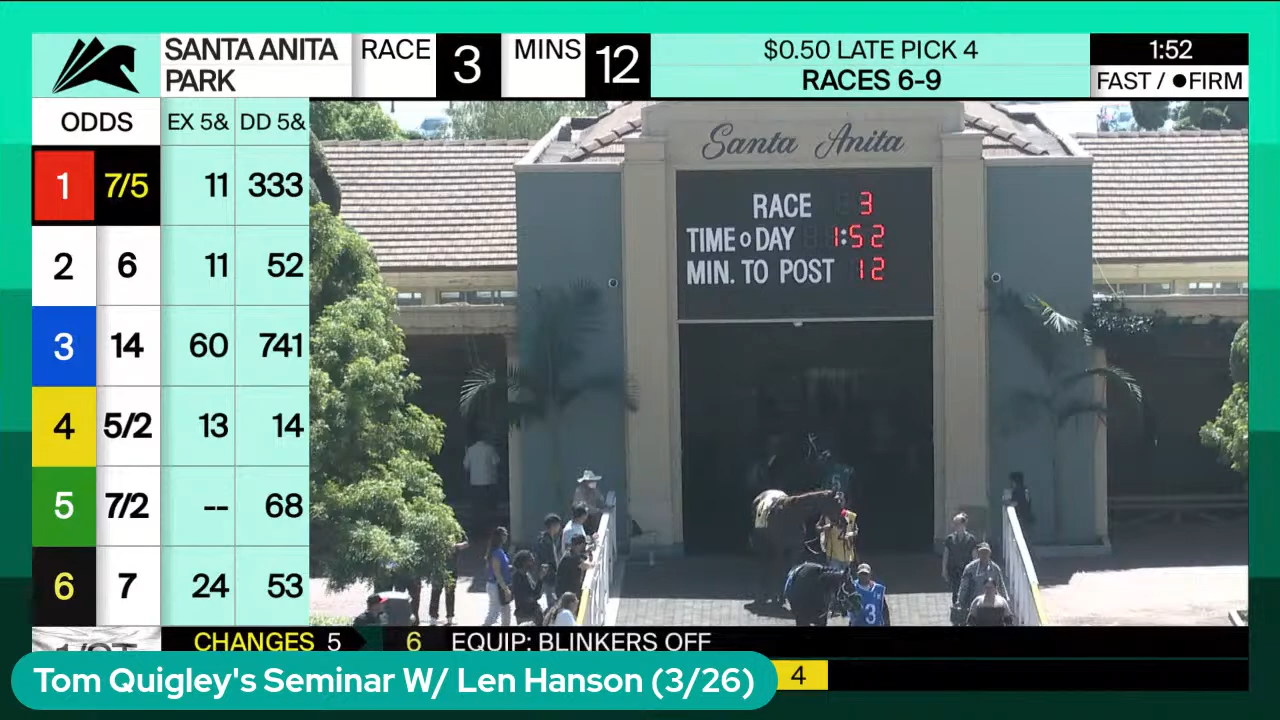 SANTA ANITA PARK
RACE 3 MINS 12
$0.50 LATE PICK 4
RACES 6-9
1:52
FAST / ●FIRM
ODDS EX 5& DD 5&
1 7/5 11 333
2 6 11 52
3 14 60 741
4 5/2 13 14
5 7/2 -- 68
6 7 24 53
Santa Anita
RACE 3
TIME o DAY 1:52
MIN. TO POST 12
3
CHANGES 5 6 EQUIP: BLINKERS OFF
Tom Quigley's Seminar W/ Len Hanson (3/26)
4